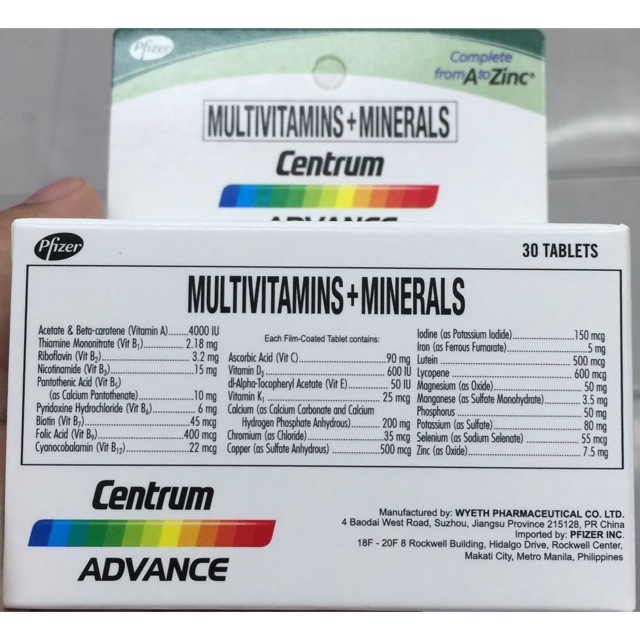 Pfizer
Complete
from A to Zinc®
MULTIVITAMINS+MINERALS
Centrum
ADVANCE
Pfizer
30 TABLETS
MULTIVITAMINS+MINERALS
Acetate & Beta-carotene (Vitamin A)........4000 IU
Thiamine Mononitrate (Vit B1)............2.18 mg
Riboflavin (Vit B2)............3.2 mg
Nicotinamide (Vit B3)............15 mg
Pantothenic Acid (Vit B5)
(as Calcium Pantothenate)............10 mg
Pyridoxine Hydrochloride (Vit B6)............6 mg
Biotin (Vit B7)............45 mcg
Folic Acid (Vit B9)............400 mcg
Cyanocobalamin (Vit B12)............22 mcg
Each Film-Coated Tablet contains:
Ascorbic Acid (Vit C)............90 mg
Vitamin D3............600 IU
dl-Alpha-Tocopheryl Acetate (Vit E)............50 IU
Vitamin K1............25 mcg
Calcium (as Calcium Carbonate and Calcium
Hydrogen Phosphate Anhydrous)............200 mg
Chromium (as Chloride)............35 mcg
Copper (as Sulfate Anhydrous)............500 mcg
Iodine (as Potassium Iodide)............150 mcg
Iron (as Ferrous Fumarate)............5 mg
Lutein............500 mcg
Lycopene............600 mcg
Magnesium (as Oxide)............50 mg
Manganese (as Sulfate Monohydrate)............3.5 mg
Phosphorus............50 mg
Potassium (as Sulfate)............80 mg
Selenium (as Sodium Selenate)............55 mcg
Zinc (as Oxide)............7.5 mg
Centrum
ADVANCE
Manufactured by: WYETH PHARMACEUTICAL CO. LTD.
4 Baodai West Road, Suzhou, Jiangsu Province 215128, PR China
Imported by: PFIZER INC.
18F - 20F 8 Rockwell Building, Hidalgo Drive, Rockwell Center,
Makati City, Metro Manila, Philippines